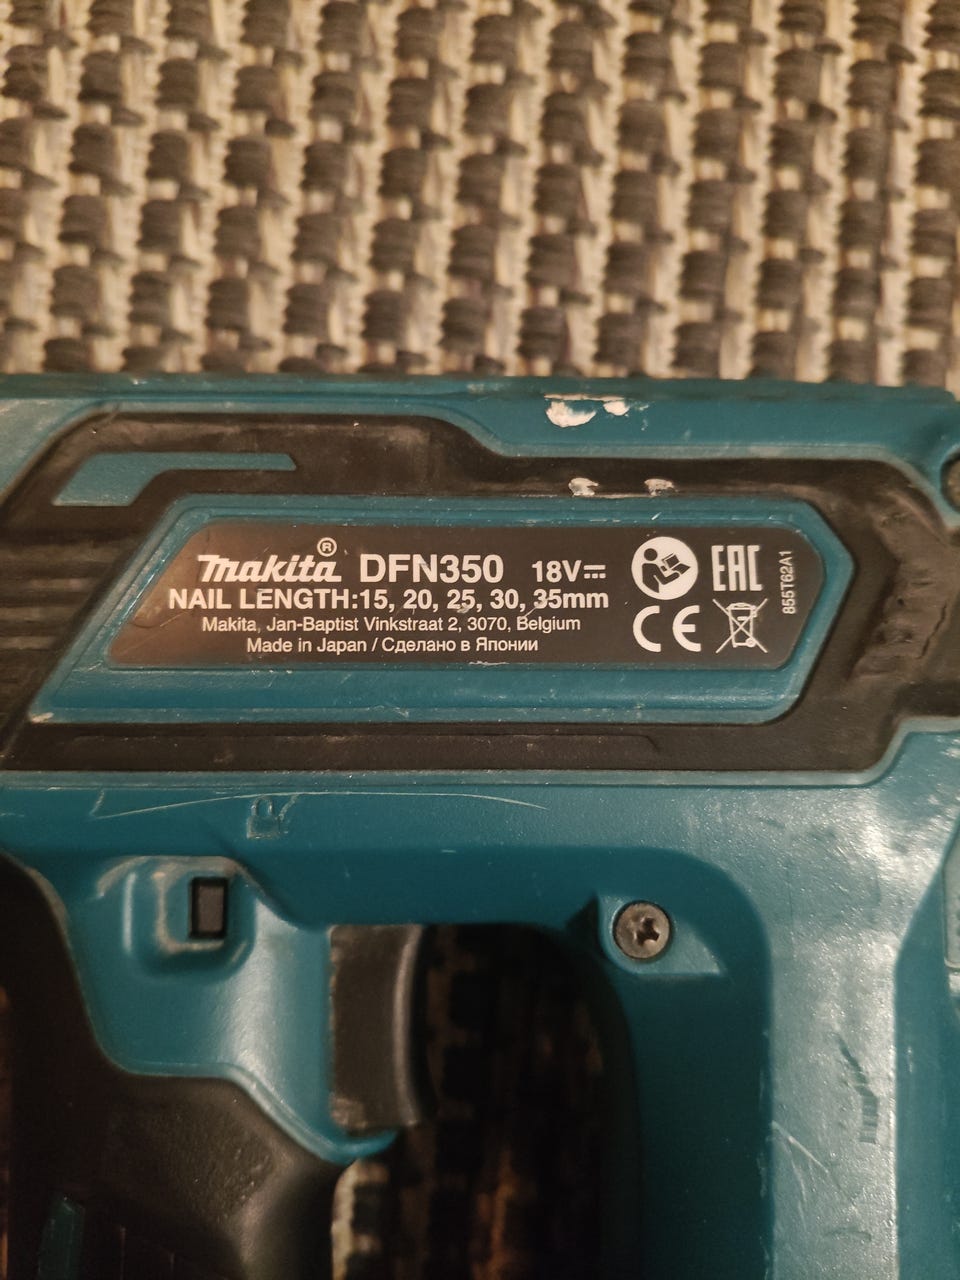 makita® DFN350 18V
NAIL LENGTH:15, 20, 25, 30, 35mm
Makita, Jan-Baptist Vinkstraat 2, 3070, Belgium
Made in Japan / Сделано в Японии
EAC
CE
855T62A1